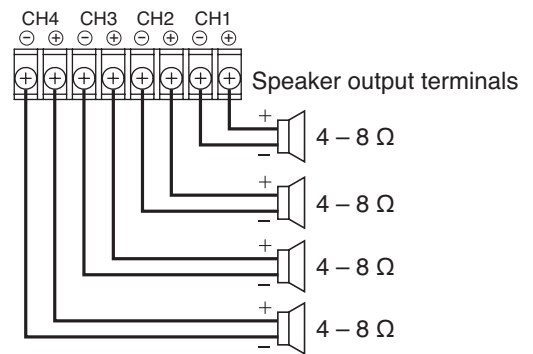 CH4 CH3 CH2 CH1
⊖ ⊕ ⊖ ⊕ ⊖ ⊕ ⊖ ⊕
Speaker output terminals
+
– 4 – 8 Ω
+
– 4 – 8 Ω
+
– 4 – 8 Ω
+
– 4 – 8 Ω